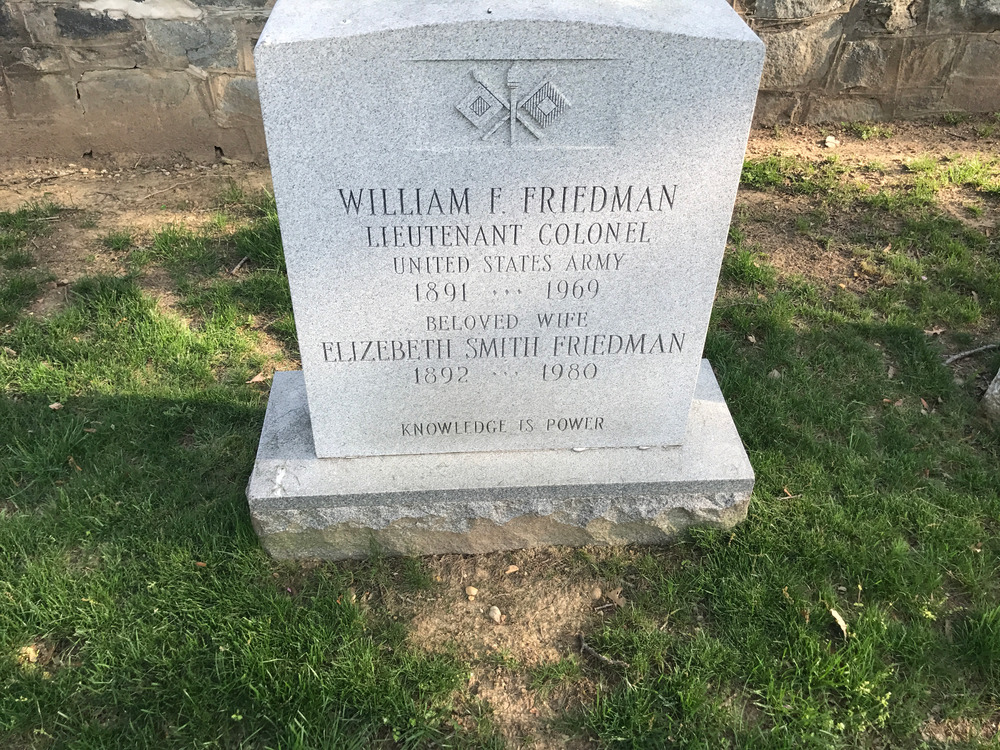 WILLIAM F. FRIEDMAN
LIEUTENANT COLONEL
UNITED STATES ARMY
1891 ··· 1969
BELOVED WIFE
ELIZEBETH SMITH FRIEDMAN
1892 ··· 1980
KNOWLEDGE IS POWER